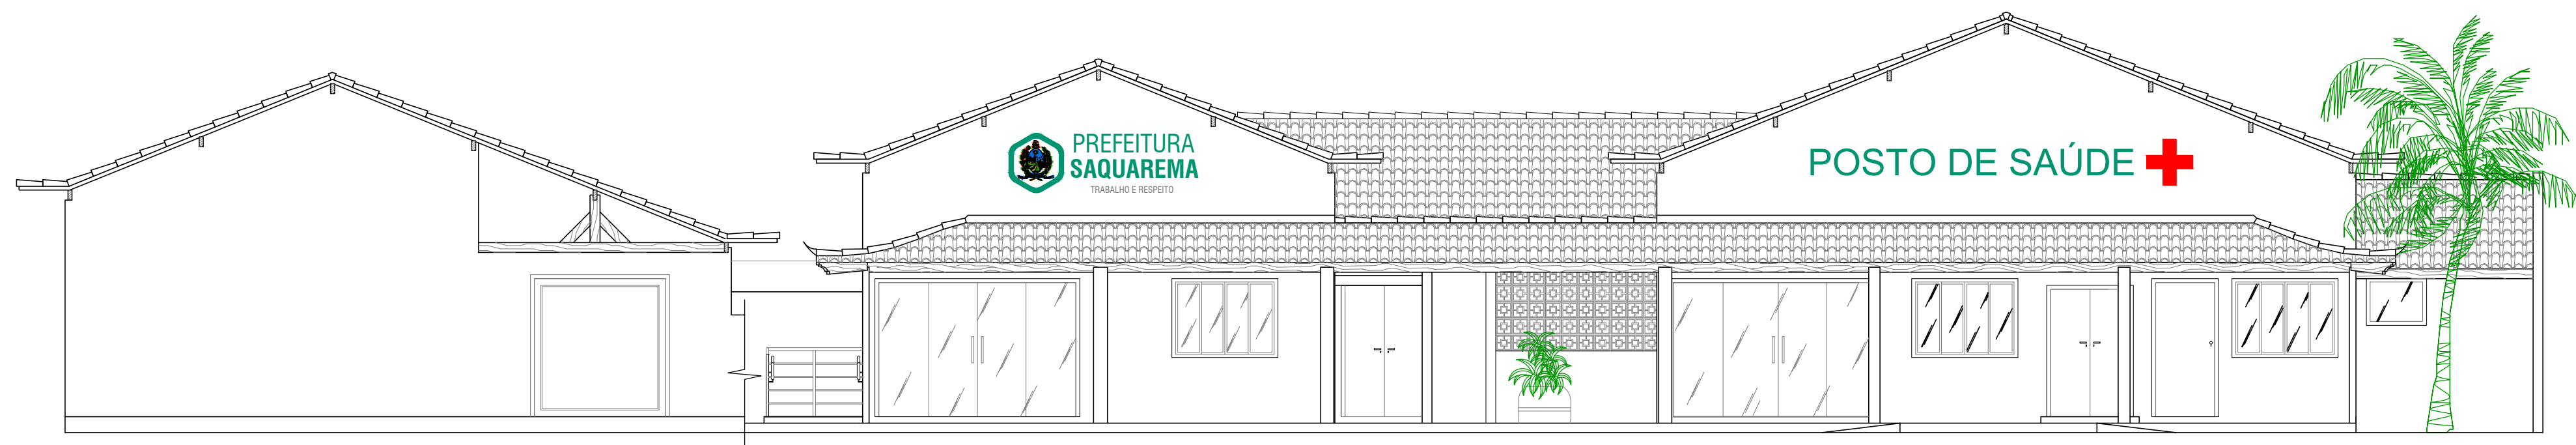 PREFEITURA
SAQUAREMA
TRABALHO E RESPEITO
POSTO DE SAÚDE